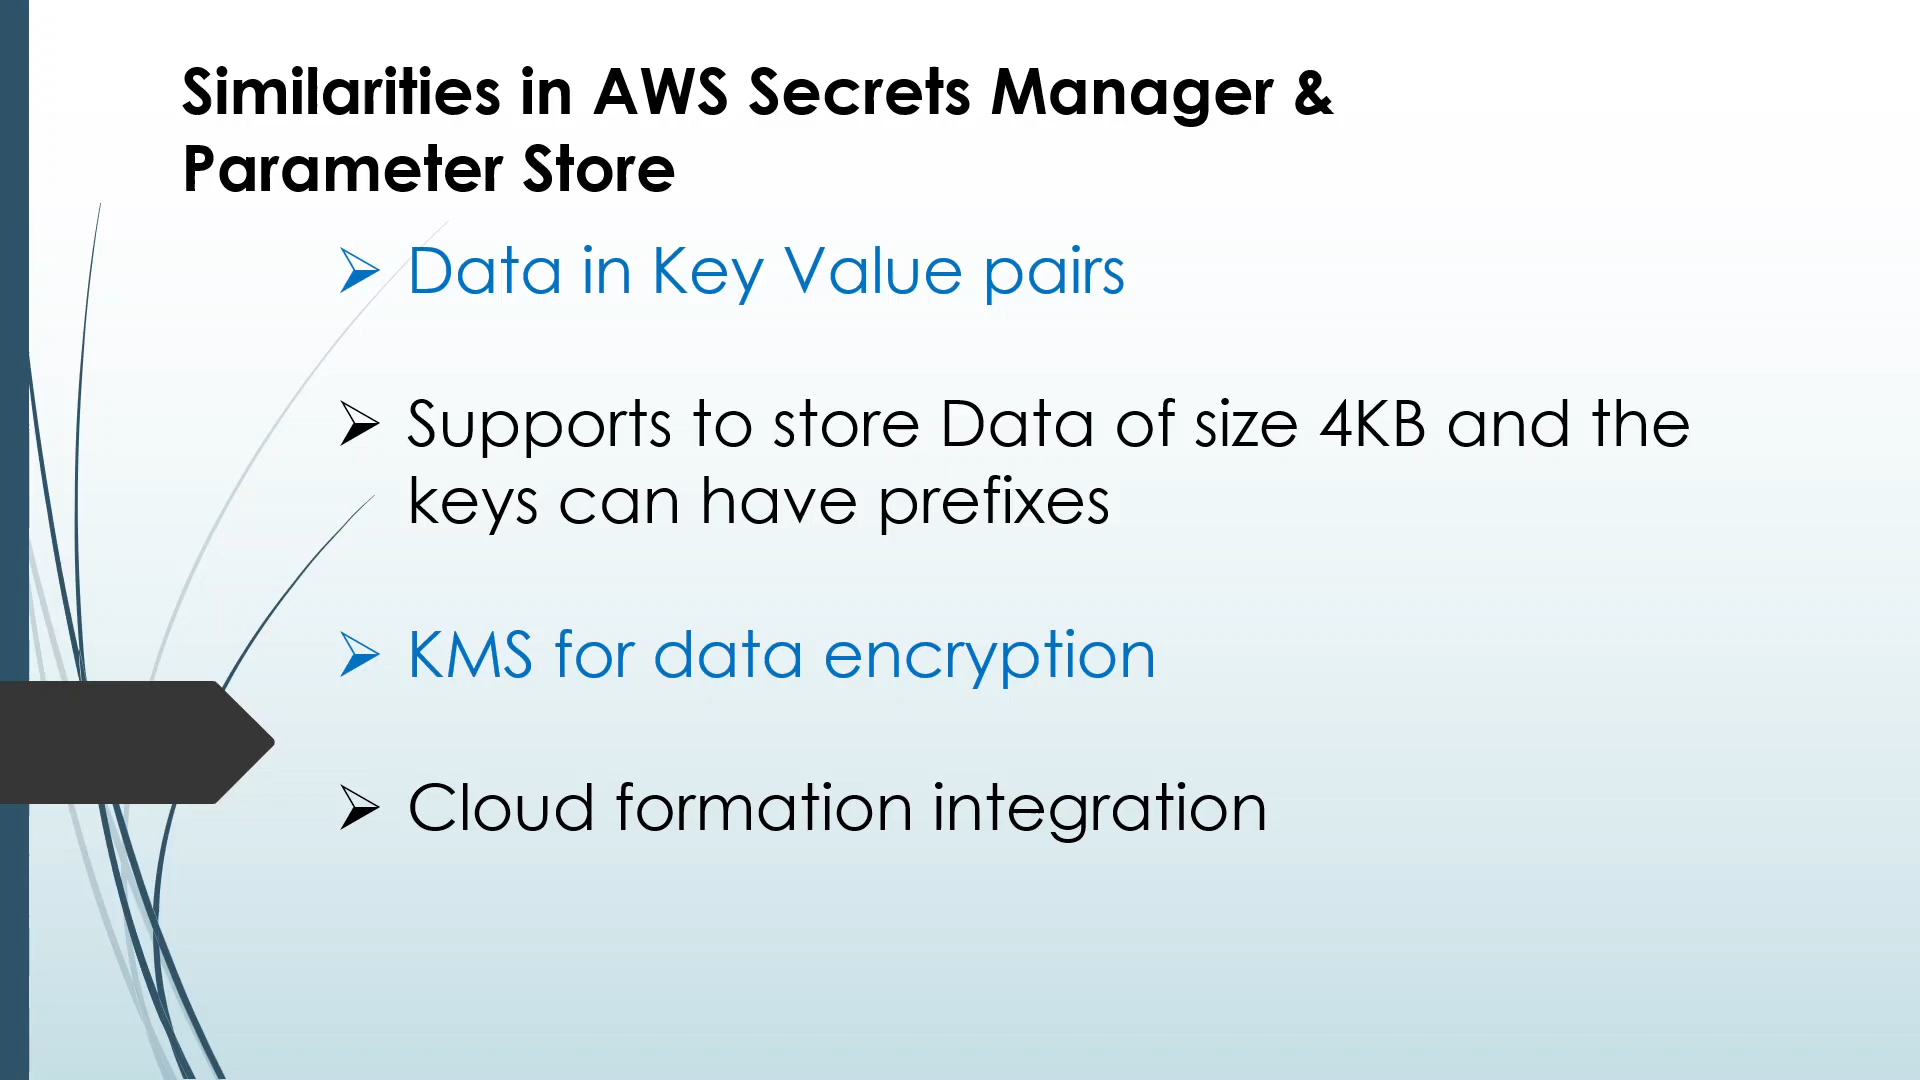 Similarities in AWS Secrets Manager &
Parameter Store
➢ Data in Key Value pairs
➢ Supports to store Data of size 4KB and the
keys can have prefixes
➢ KMS for data encryption
➢ Cloud formation integration